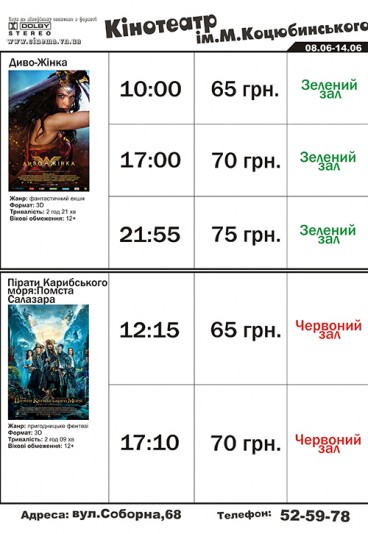 DOLBY
STEREO
www.cinema.vn.ua
Кінотеатр
ім.М.Коцюбинського
08.06-14.06
Диво-Жінка
ДИВО ЖІНКА
Жанр: фантастичний екшн
Формат: 3D
Тривалість: 2 год 21 хв
Вікові обмеження: 12+
10:00 65 грн. Зелений
зал
17:00 70 грн. Зелений
зал
21:55 75 грн. Зелений
зал
Пірати Карибського
моря:Помста
Салазара
Жанр: пригодницьке фентезі
Формат: 3D
Тривалість: 2 год 09 хв
Вікові обмеження: 12+
12:15 65 грн. Червоний
зал
17:10 70 грн. Червоний
зал
Адреса: вул.Соборна,68 Телефон: 52-59-78